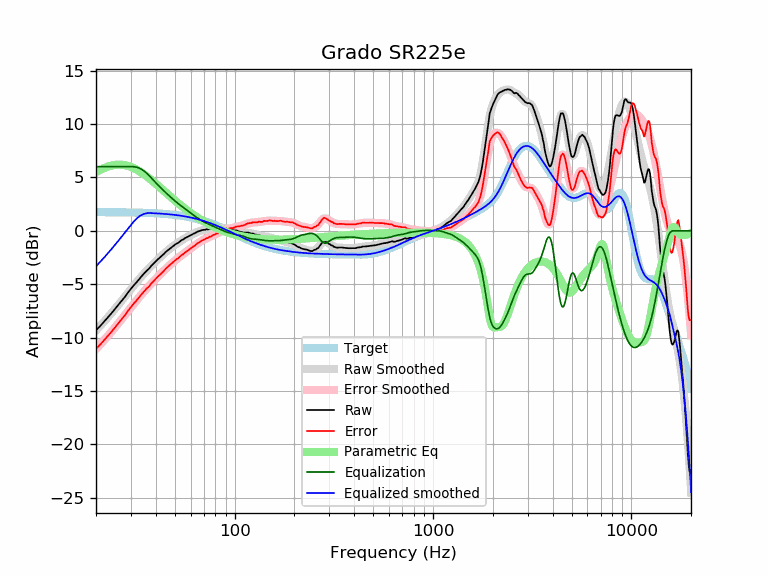 Grado SR225e
15
10
5
0
−5
−10
−15
−20
−25
Amplitude (dBr)
Target
Raw Smoothed
Error Smoothed
Raw
Error
Parametric Eq
Equalization
Equalized smoothed
100
1000
10000
Frequency (Hz)